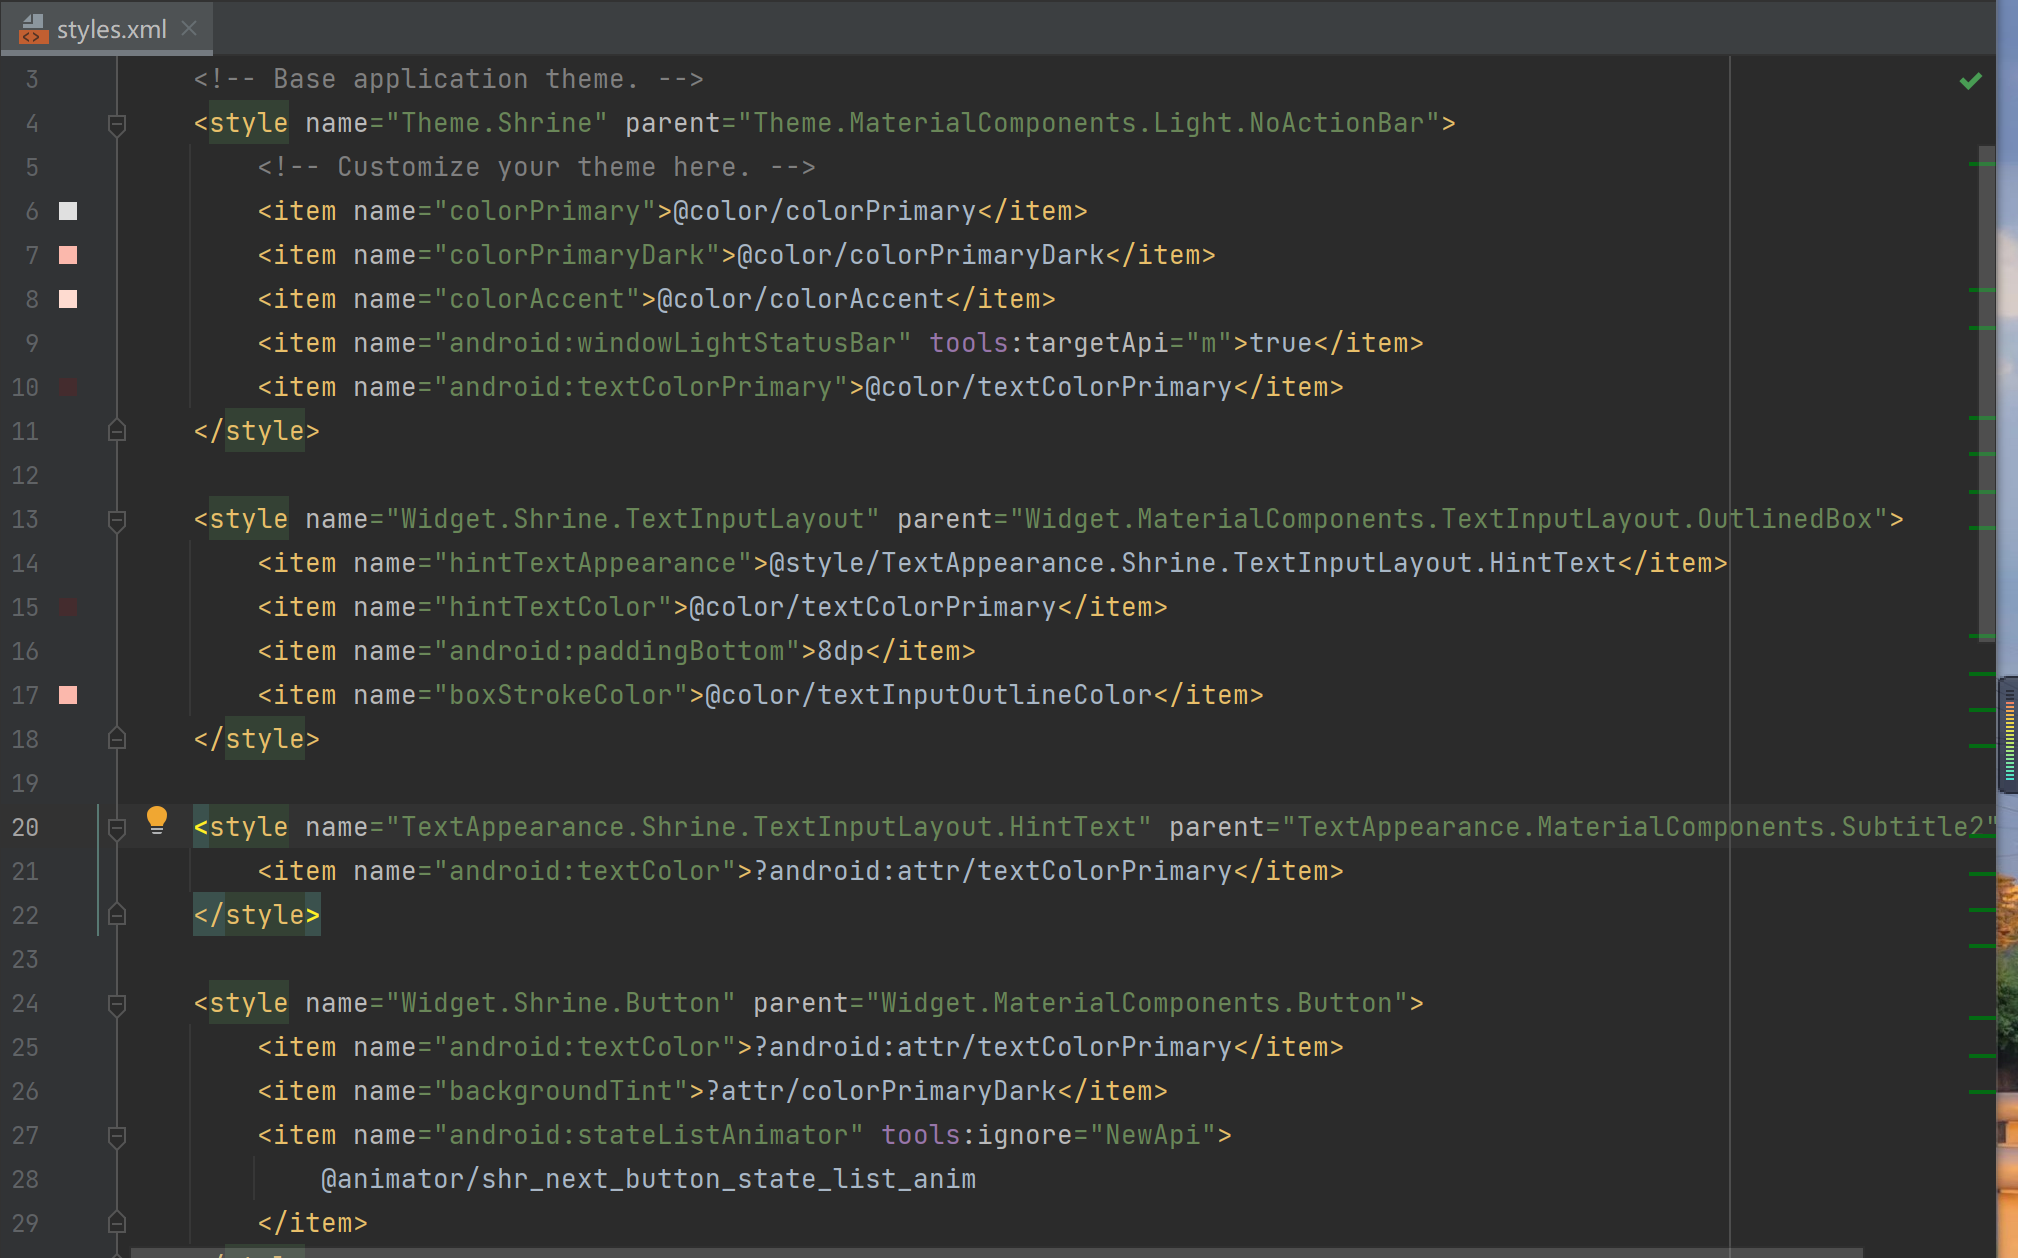 styles.xml
3 <!-- Base application theme. -->
4 <style name="Theme.Shrine" parent="Theme.MaterialComponents.Light.NoActionBar">
5 <!-- Customize your theme here. -->
6 <item name="colorPrimary">@color/colorPrimary</item>
7 <item name="colorPrimaryDark">@color/colorPrimaryDark</item>
8 <item name="colorAccent">@color/colorAccent</item>
9 <item name="android:windowLightStatusBar" tools:targetApi="m">true</item>
10 <item name="android:textColorPrimary">@color/textColorPrimary</item>
11 </style>
12
13 <style name="Widget.Shrine.TextInputLayout" parent="Widget.MaterialComponents.TextInputLayout.OutlinedBox">
14 <item name="hintTextAppearance">@style/TextAppearance.Shrine.TextInputLayout.HintText</item>
15 <item name="hintTextColor">@color/textColorPrimary</item>
16 <item name="android:paddingBottom">8dp</item>
17 <item name="boxStrokeColor">@color/textInputOutlineColor</item>
18 </style>
19
20 <style name="TextAppearance.Shrine.TextInputLayout.HintText" parent="TextAppearance.MaterialComponents.Subtitle2"
21 <item name="android:textColor">?android:attr/textColorPrimary</item>
22 </style>
23
24 <style name="Widget.Shrine.Button" parent="Widget.MaterialComponents.Button">
25 <item name="android:textColor">?android:attr/textColorPrimary</item>
26 <item name="backgroundTint">?attr/colorPrimaryDark</item>
27 <item name="android:stateListAnimator" tools:ignore="NewApi">
28 @animator/shr_next_button_state_list_anim
29 </item>